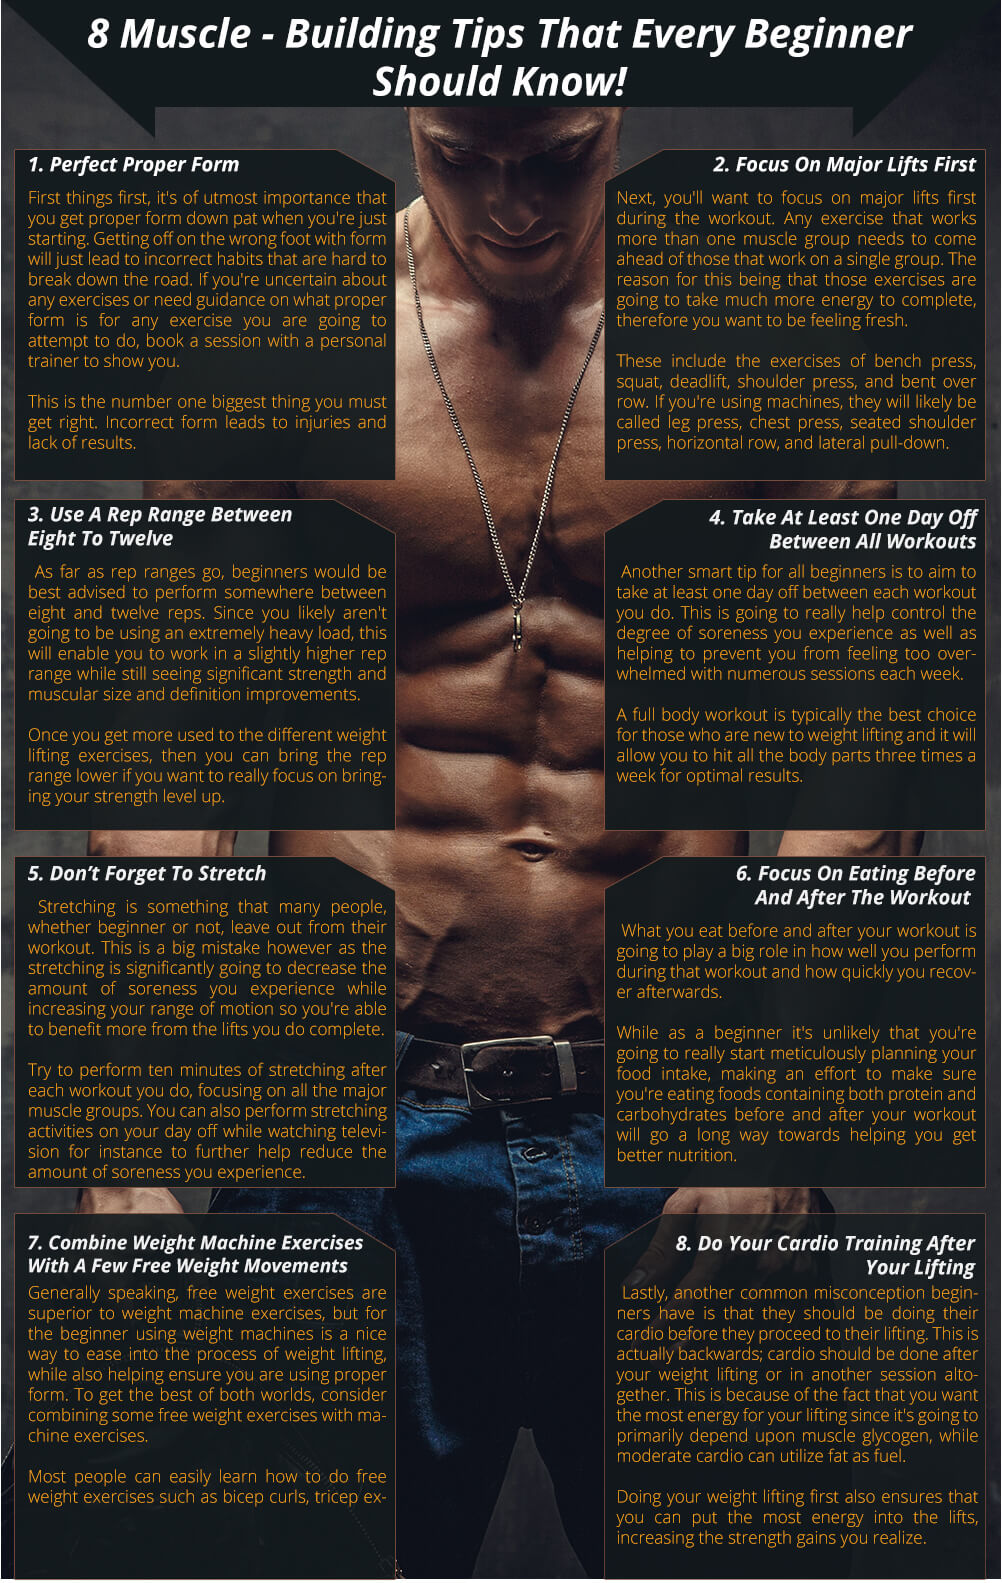 8 Muscle - Building Tips That Every Beginner
Should Know!
1. Perfect Proper Form
First things first, it's of utmost importance that
you get proper form down pat when you're just
starting. Getting off on the wrong foot with form
will just lead to incorrect habits that are hard to
break down the road. If you're uncertain about
any exercises or need guidance on what proper
form is for any exercise you are going to
attempt to do, book a session with a personal
trainer to show you.
This is the number one biggest thing you must
get right. Incorrect form leads to injuries and
lack of results.
2. Focus On Major Lifts First
Next, you'll want to focus on major lifts first
during the workout. Any exercise that works
more than one muscle group needs to come
ahead of those that work on a single group. The
reason for this being that those exercises are
going to take much more energy to complete,
therefore you want to be feeling fresh.
These include the exercises of bench press,
squat, deadlift, shoulder press, and bent over
row. If you're using machines, they will likely be
called leg press, chest press, seated shoulder
press, horizontal row, and lateral pull-down.
3. Use A Rep Range Between
Eight To Twelve
As far as rep ranges go, beginners would be
best advised to perform somewhere between
eight and twelve reps. Since you likely aren't
going to be using an extremely heavy load, this
will enable you to work in a slightly higher rep
range while still seeing significant strength and
muscular size and definition improvements.
Once you get more used to the different weight
lifting exercises, then you can bring the rep
range lower if you want to really focus on bring-
ing your strength level up.
4. Take At Least One Day Off
Between All Workouts
Another smart tip for all beginners is to aim to
take at least one day off between each workout
you do. This is going to really help control the
degree of soreness you experience as well as
helping to prevent you from feeling too over-
whelmed with numerous sessions each week.
A full body workout is typically the best choice
for those who are new to weight lifting and it will
allow you to hit all the body parts three times a
week for optimal results.
5. Don’t Forget To Stretch
Stretching is something that many people,
whether beginner or not, leave out from their
workout. This is a big mistake however as the
stretching is significantly going to decrease the
amount of soreness you experience while
increasing your range of motion so you're able
to benefit more from the lifts you do complete.
Try to perform ten minutes of stretching after
each workout you do, focusing on all the major
muscle groups. You can also perform stretching
activities on your day off while watching televi-
sion for instance to further help reduce the
amount of soreness you experience.
6. Focus On Eating Before
And After The Workout
What you eat before and after your workout is
going to play a big role in how well you perform
during that workout and how quickly you recov-
er afterwards.
While as a beginner it's unlikely that you're
going to really start meticulously planning your
food intake, making an effort to make sure
you're eating foods containing both protein and
carbohydrates before and after your workout
will go a long way towards helping you get
better nutrition.
7. Combine Weight Machine Exercises
With A Few Free Weight Movements
Generally speaking, free weight exercises are
superior to weight machine exercises, but for
the beginner using weight machines is a nice
way to ease into the process of weight lifting,
while also helping ensure you are using proper
form. To get the best of both worlds, consider
combining some free weight exercises with ma-
chine exercises.
Most people can easily learn how to do free
weight exercises such as bicep curls, tricep ex-
8. Do Your Cardio Training After
Your Lifting
Lastly, another common misconception begin-
ners have is that they should be doing their
cardio before they proceed to their lifting. This is
actually backwards; cardio should be done after
your weight lifting or in another session alto-
gether. This is because of the fact that you want
the most energy for your lifting since it's going to
primarily depend upon muscle glycogen, while
moderate cardio can utilize fat as fuel.
Doing your weight lifting first also ensures that
you can put the most energy into the lifts,
increasing the strength gains you realize.